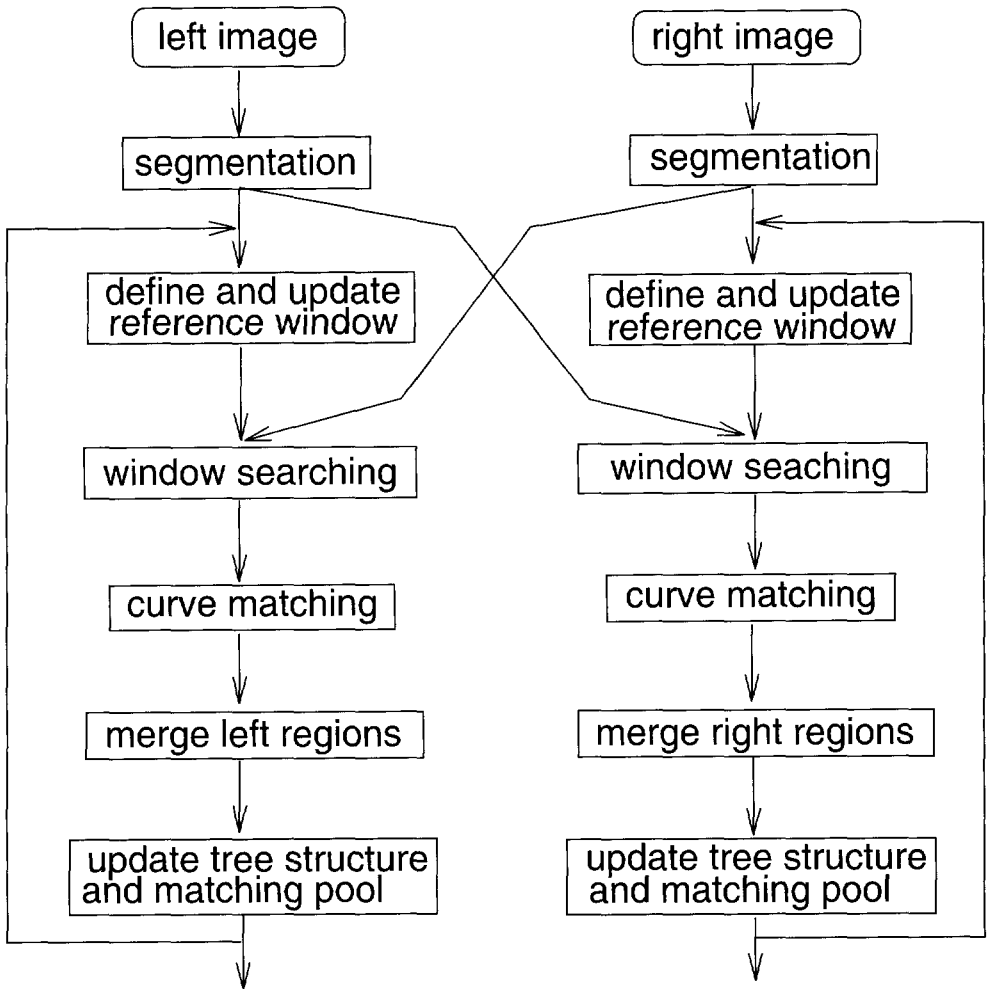 left image
right image
segmentation
segmentation
define and update
reference window
define and update
reference window
window searching
window seaching
curve matching
curve matching
merge left regions
merge right regions
update tree structure
and matching pool
update tree structure
and matching pool